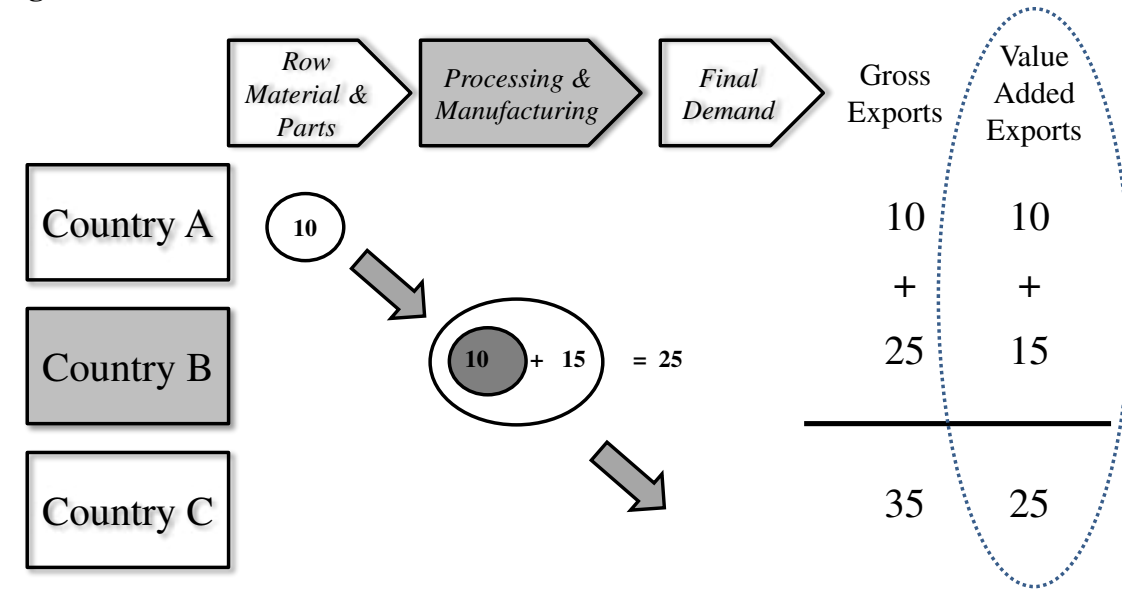 Row
Material &
Parts
Processing &
Manufacturing
Final
Demand
Gross
Exports
Value
Added
Exports
Country A
10
10
10
+
+
Country B
10 + 15 = 25
25
15
Country C
35
25